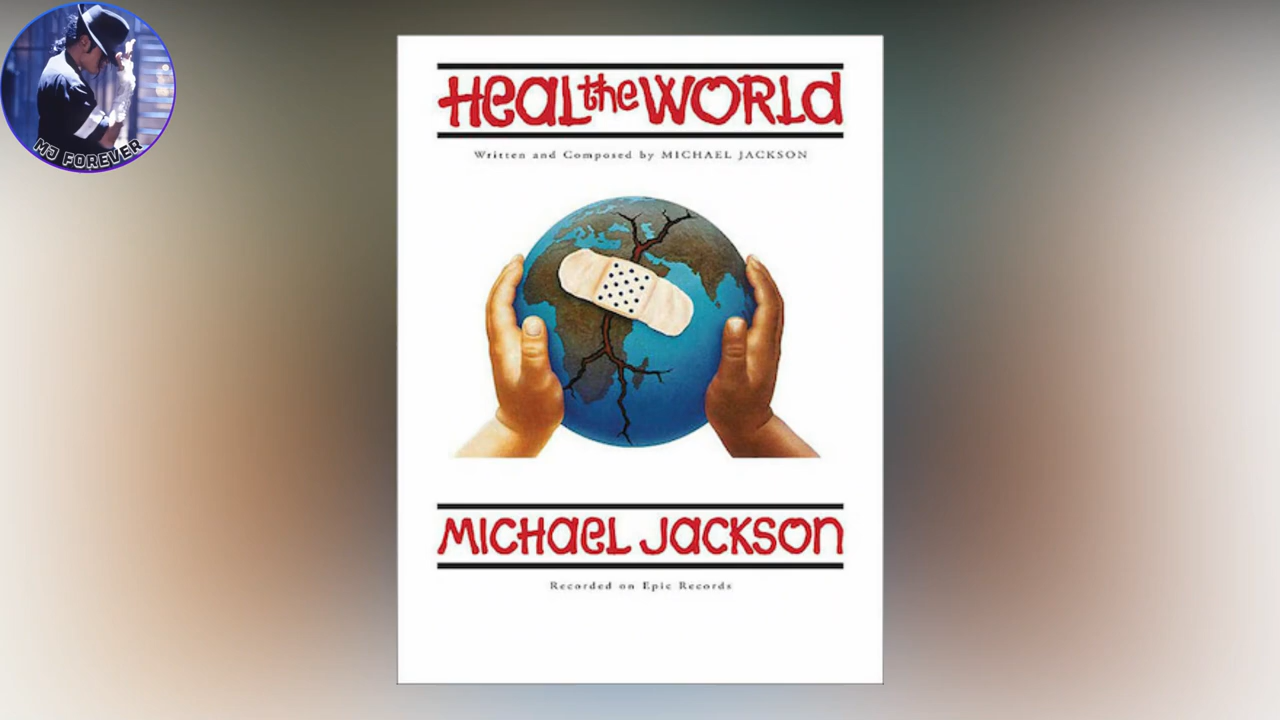 MJ FOREVER
Heal the WORLd
Written and Composed by MICHAEL JACKSON
MICHaeL Jackson
Recorded on Epic Records